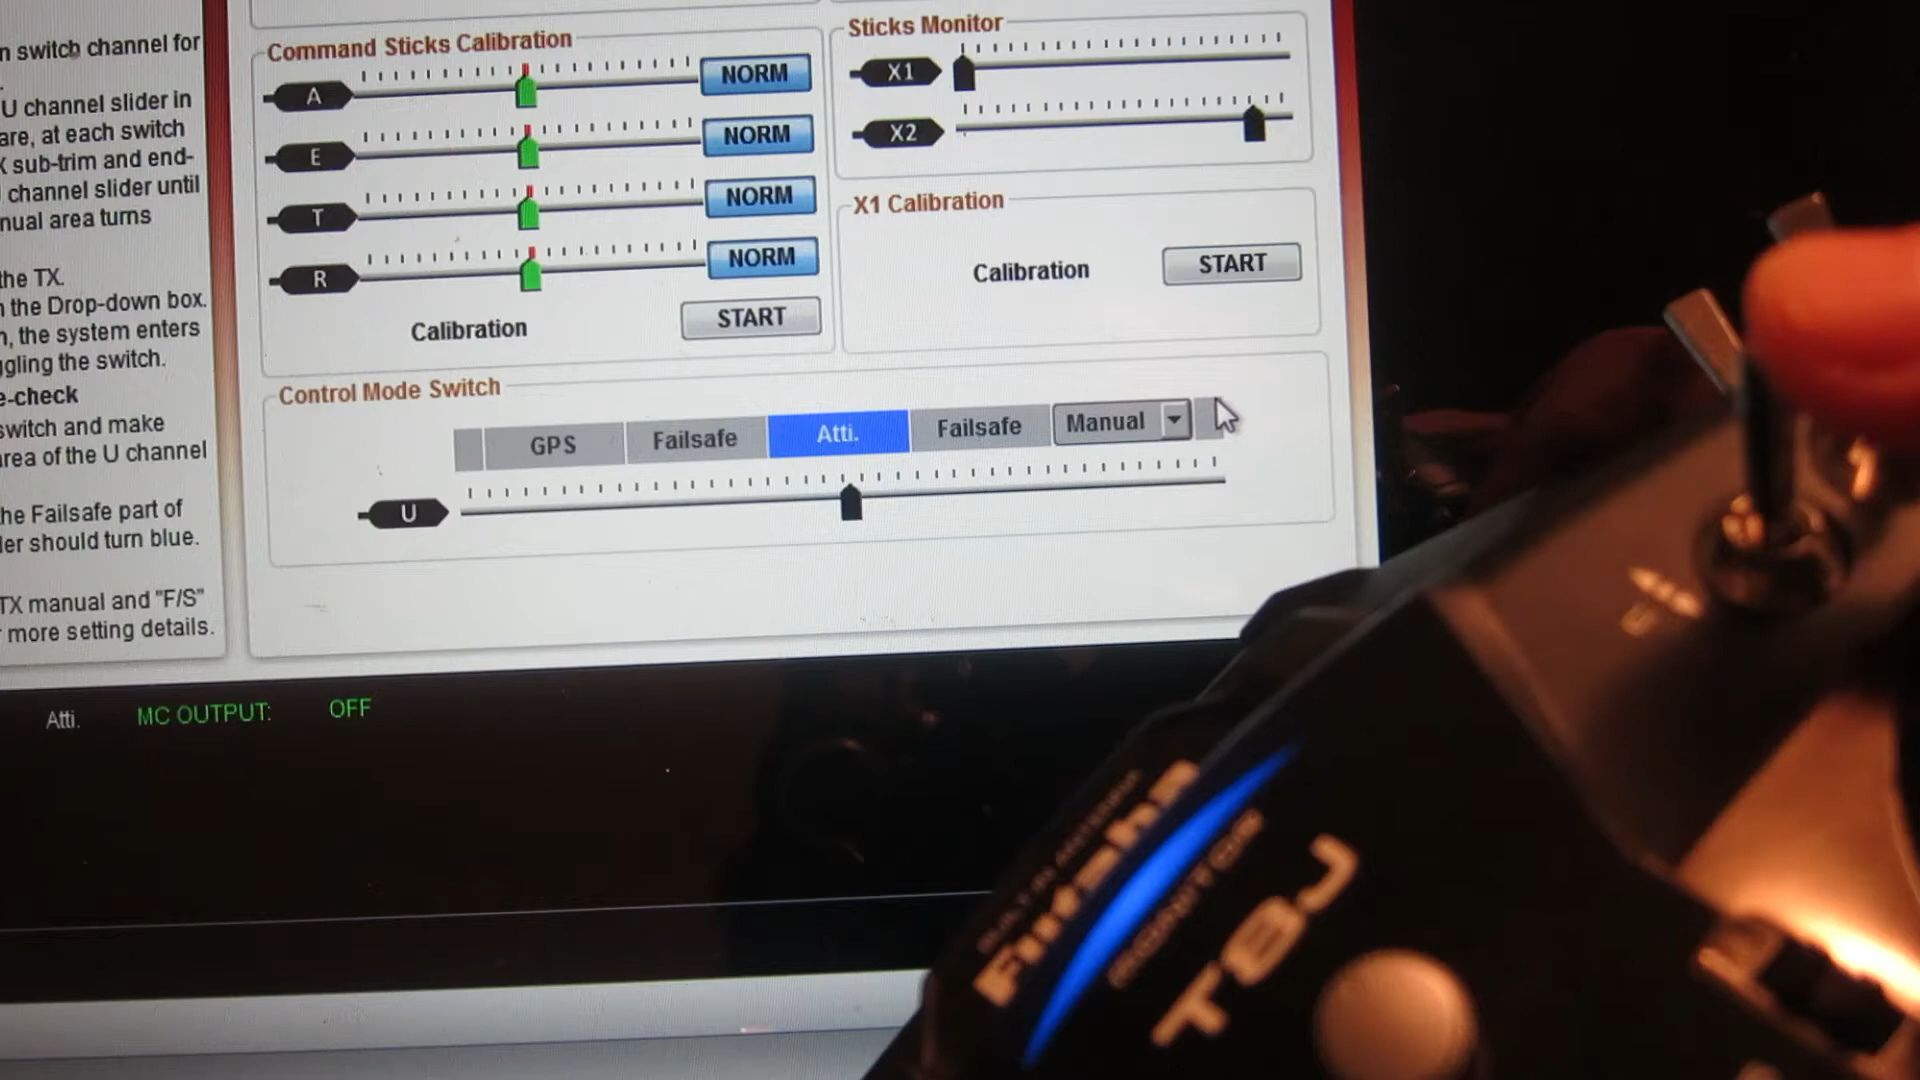 n switch channel for
U channel slider in
are, at each switch
X sub-trim and end-
channel slider until
nual area turns
the TX.
n the Drop-down box.
n, the system enters
ggling the switch.
e-check
switch and make
area of the U channel
he Failsafe part of
der should turn blue.
TX manual and "F/S"
more setting details.
Command Sticks Calibration
A NORM
E NORM
T NORM
R NORM
Calibration START
Sticks Monitor
X1
X2
X1 Calibration
Calibration START
Control Mode Switch
GPS Failsafe Atti. Failsafe Manual
U
Atti. MC OUTPUT: OFF
Futaba
T8J